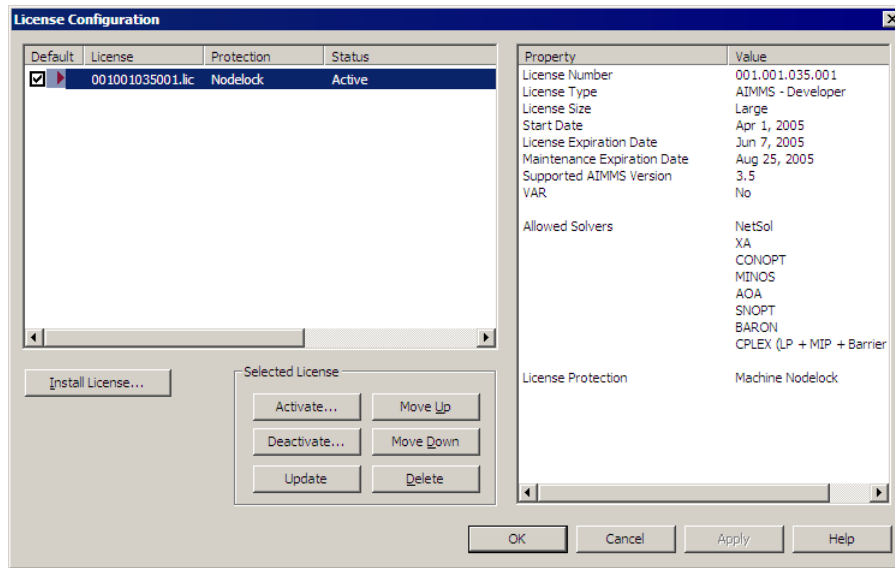 License Configuration
Default License Protection Status
001001035001.lic Nodelock Active
Install License...
Selected License
Activate... Move Up
Deactivate... Move Down
Update Delete
Property Value
License Number 001.001.035.001
License Type AIMMS - Developer
License Size Large
Start Date Apr 1, 2005
License Expiration Date Jun 7, 2005
Maintenance Expiration Date Aug 25, 2005
Supported AIMMS Version 3.5
VAR No
Allowed Solvers NetSol
XA
CONOPT
MINOS
AOA
SNOPT
BARON
CPLEX (LP + MIP + Barrier
License Protection Machine Nodelock
OK Cancel Apply Help